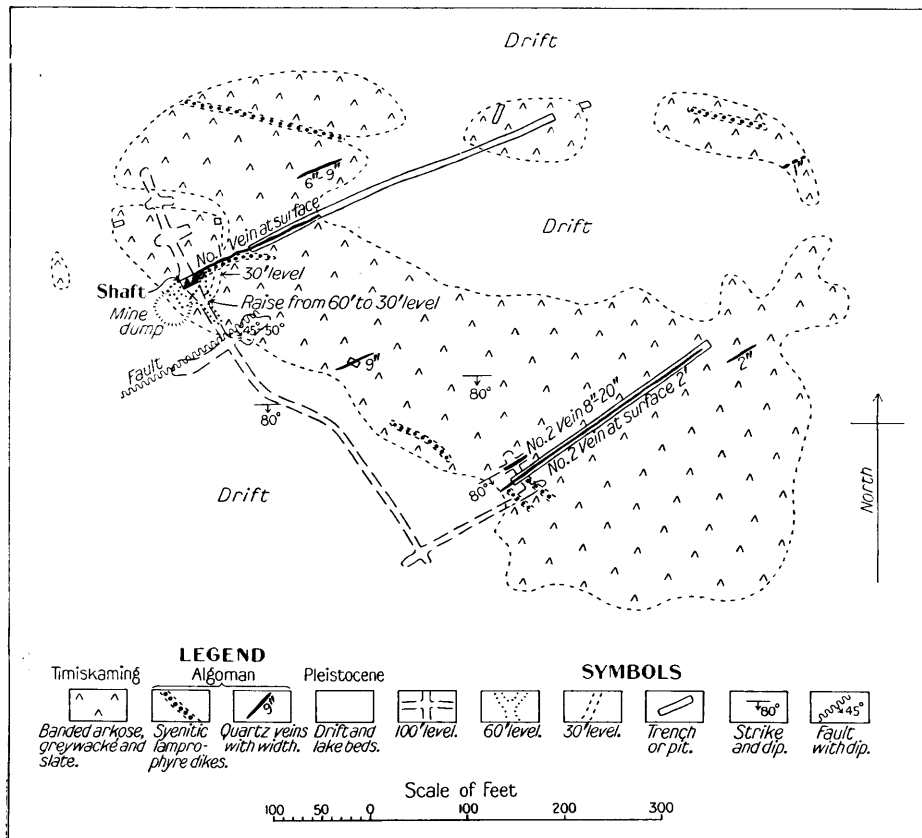 Drift
6"-9"
1"
No.1 Vein at surface
Drift
30' level
Shaft
Raise from 60' to 30' level
Mine
dump
45°-50°
Fault
9"
80°
2"
80°
No.2 Vein 8"-20"
No.2 Vein at surface 2'
80°
Drift
North
LEGEND
SYMBOLS
Timiskaming
Algoman
Pleistocene
9"
80°
45°
Banded arkose,
greywacke and
slate.
Syenitic
lampro-
phyre dikes.
Quartz veins
with width.
Drift and
lake beds.
100' level.
60' level.
30' level.
Trench
or pit.
Strike
and dip.
Fault
with dip.
Scale of Feet
100 50 0 100 200 300